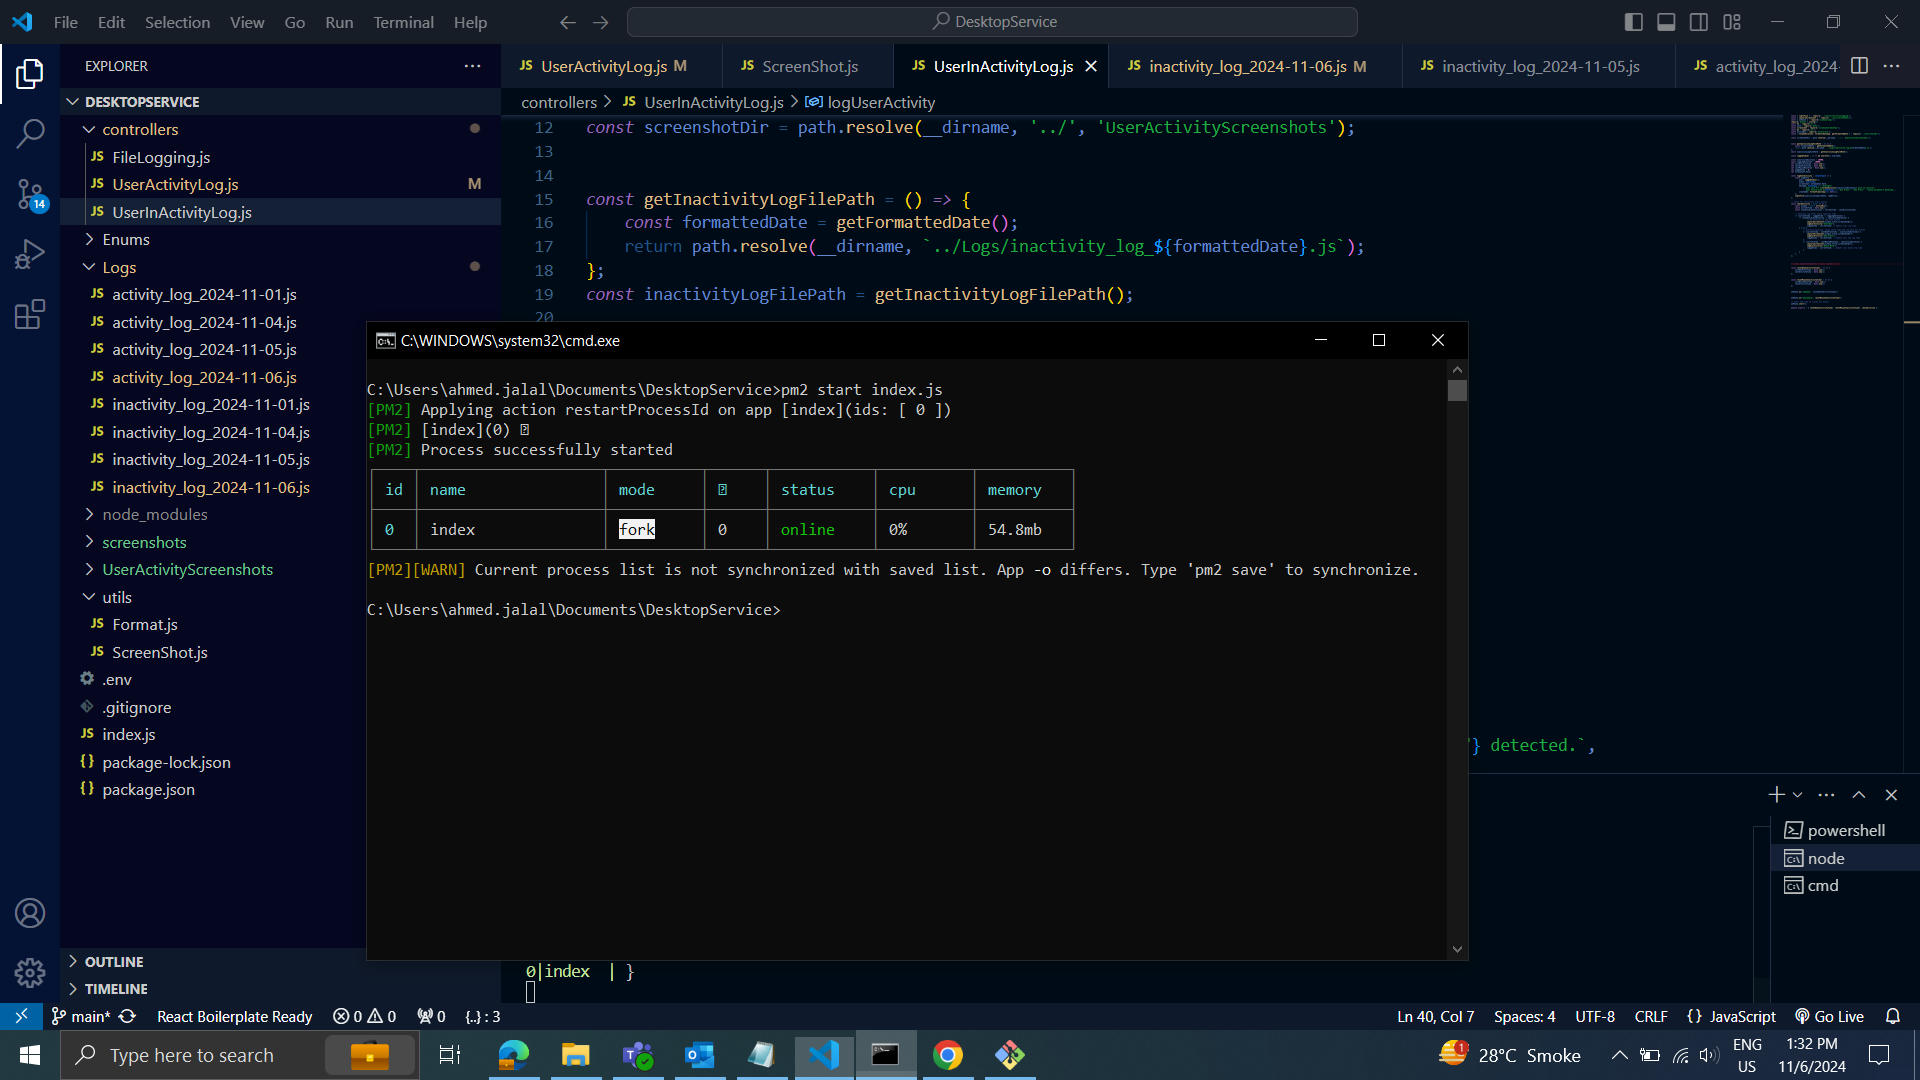 File Edit Selection View Go Run Terminal Help
DesktopService
EXPLORER
DESKTOPSERVICE
controllers
JS FileLogging.js
JS UserActivityLog.js M
JS UserInActivityLog.js
Enums
Logs
JS activity_log_2024-11-01.js
JS activity_log_2024-11-04.js
JS activity_log_2024-11-05.js
JS activity_log_2024-11-06.js
JS inactivity_log_2024-11-01.js
JS inactivity_log_2024-11-04.js
JS inactivity_log_2024-11-05.js
JS inactivity_log_2024-11-06.js
node_modules
screenshots
UserActivityScreenshots
utils
JS Format.js
JS ScreenShot.js
.env
.gitignore
JS index.js
{} package-lock.json
{} package.json
OUTLINE
TIMELINE
14
JS UserActivityLog.js M
JS ScreenShot.js
JS UserInActivityLog.js
JS inactivity_log_2024-11-06.js M
JS inactivity_log_2024-11-05.js
JS activity_log_2024-
controllers > JS UserInActivityLog.js > logUserActivity
12 const screenshotDir = path.resolve(__dirname, '../', 'UserActivityScreenshots');
13
14
15 const getInactivityLogFilePath = () => {
16 const formattedDate = getFormattedDate();
17 return path.resolve(__dirname, `../Logs/inactivity_log_${formattedDate}.js`);
18 };
19 const inactivityLogFilePath = getInactivityLogFilePath();
20
C:\WINDOWS\system32\cmd.exe
C:\Users\ahmed.jalal\Documents\DesktopService>pm2 start index.js
[PM2] Applying action restartProcessId on app [index](ids: [ 0 ])
[PM2] [index](0)
[PM2] Process successfully started
id name mode status cpu memory
0 index fork 0 online 0% 54.8mb
[PM2][WARN] Current process list is not synchronized with saved list. App -o differs. Type 'pm2 save' to synchronize.
C:\Users\ahmed.jalal\Documents\DesktopService>
'} detected.`,
powershell
node
cmd
0|index | }
main* React Boilerplate Ready 0 0 0 {..} : 3
Ln 40, Col 7 Spaces: 4 UTF-8 CRLF {} JavaScript Go Live
Type here to search
1
28°C Smoke
ENG
US
1:32 PM
11/6/2024